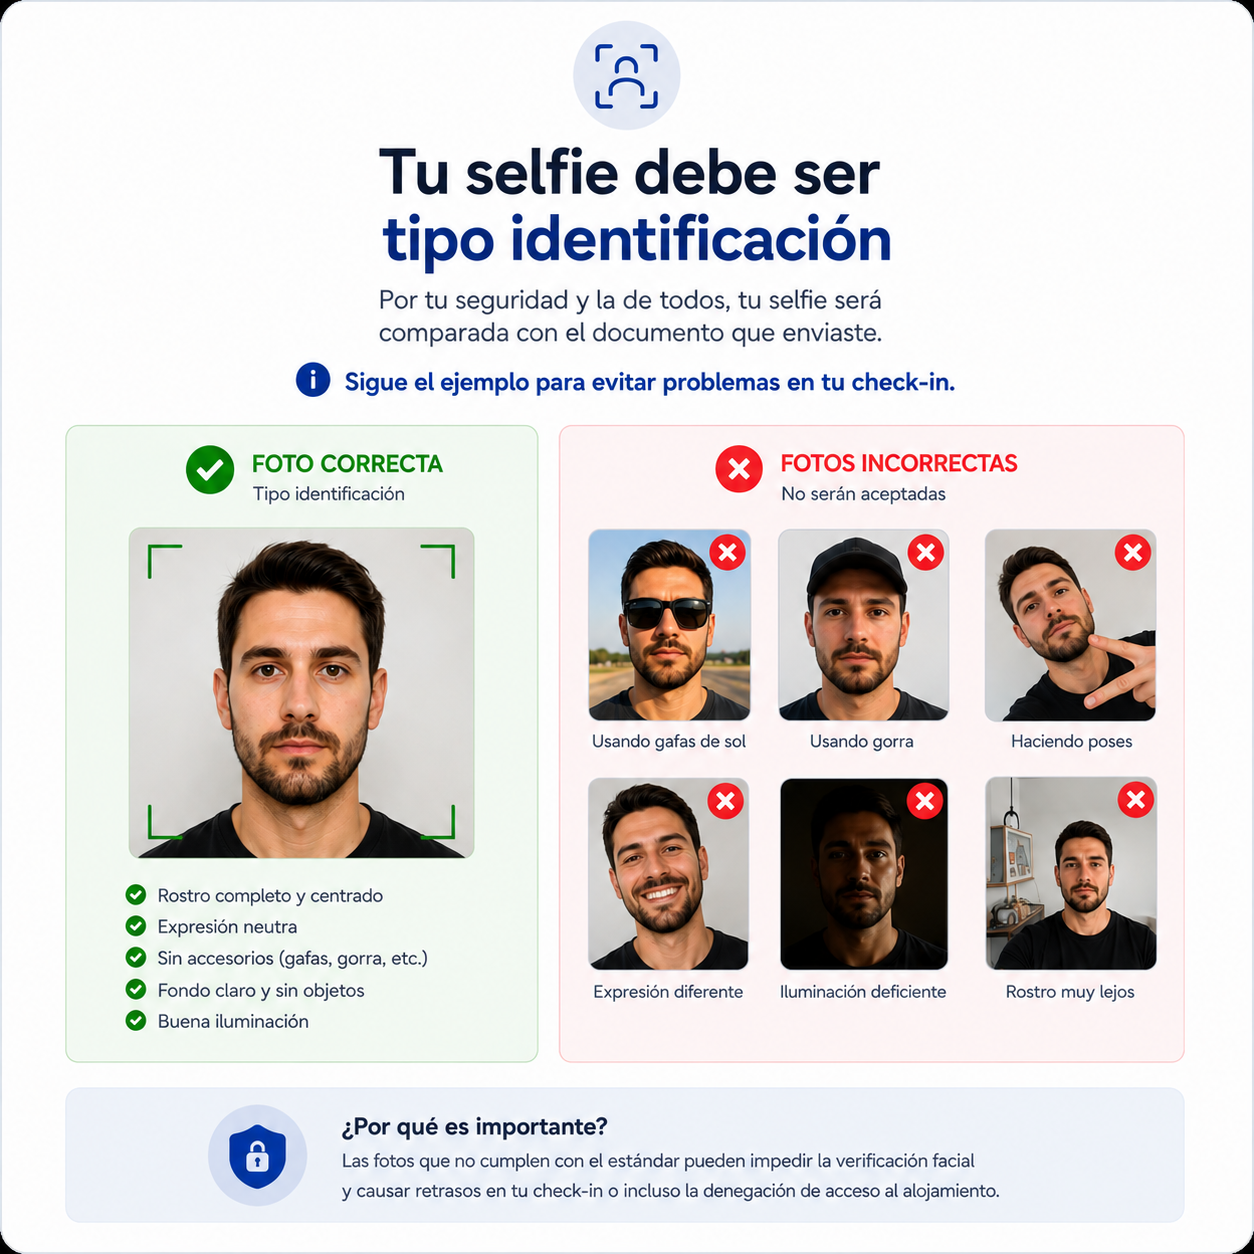 Tu selfie debe ser
tipo identificación
Por tu seguridad y la de todos, tu selfie será
comparada con el documento que enviaste.
Sigue el ejemplo para evitar problemas en tu check-in.
FOTO CORRECTA
Tipo identificación
Rostro completo y centrado
Expresión neutra
Sin accesorios (gafas, gorra, etc.)
Fondo claro y sin objetos
Buena iluminación
FOTOS INCORRECTAS
No serán aceptadas
Usando gafas de sol
Usando gorra
Haciendo poses
Expresión diferente
Iluminación deficiente
Rostro muy lejos
¿Por qué es importante?
Las fotos que no cumplen con el estándar pueden impedir la verificación facial
y causar retrasos en tu check-in o incluso la denegación de acceso al alojamiento.